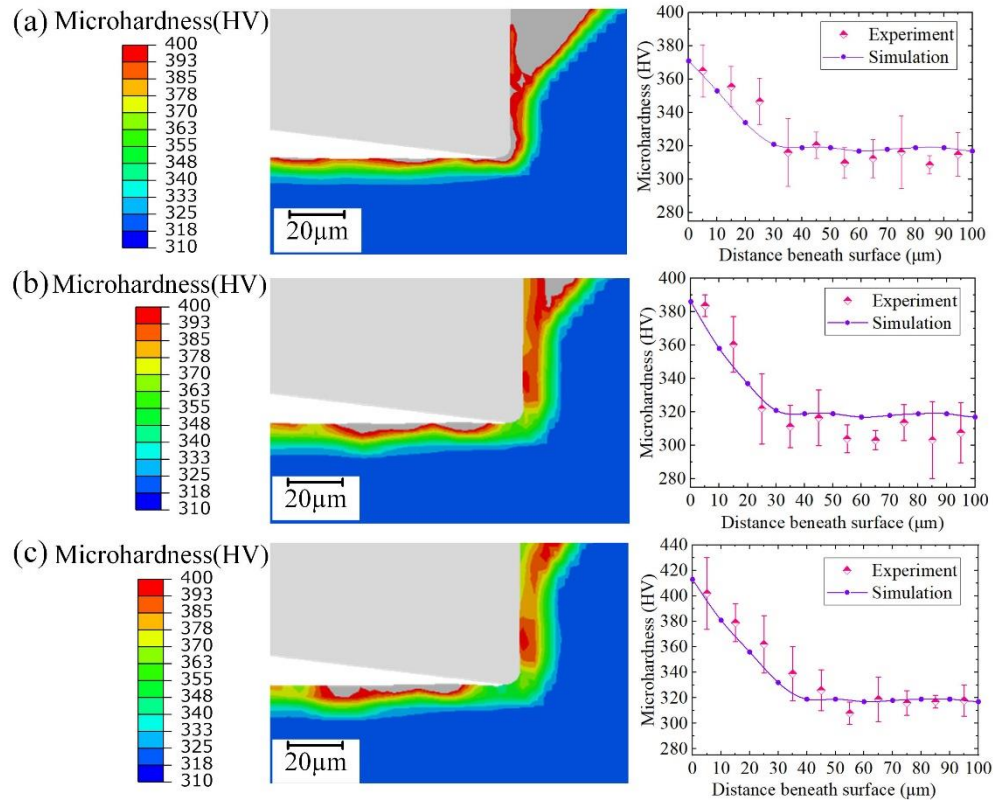 (a) Microhardness(HV)
400
393
385
378
370
363
355
348
340
333
325
318
310
20μm
Microhardness (HV)
380
360
340
320
300
280
Experiment
Simulation
0 10 20 30 40 50 60 70 80 90 100
Distance beneath surface (μm)
(b) Microhardness(HV)
400
393
385
378
370
363
355
348
340
333
325
318
310
20μm
Microhardness (HV)
400
380
360
340
320
300
280
Experiment
Simulation
0 10 20 30 40 50 60 70 80 90 100
Distance beneath surface (μm)
(c) Microhardness(HV)
400
393
385
378
370
363
355
348
340
333
325
318
310
20μm
Microhardness (HV)
440
420
400
380
360
340
320
300
275
Experiment
Simulation
0 10 20 30 40 50 60 70 80 90 100
Distance beneath surface (μm)